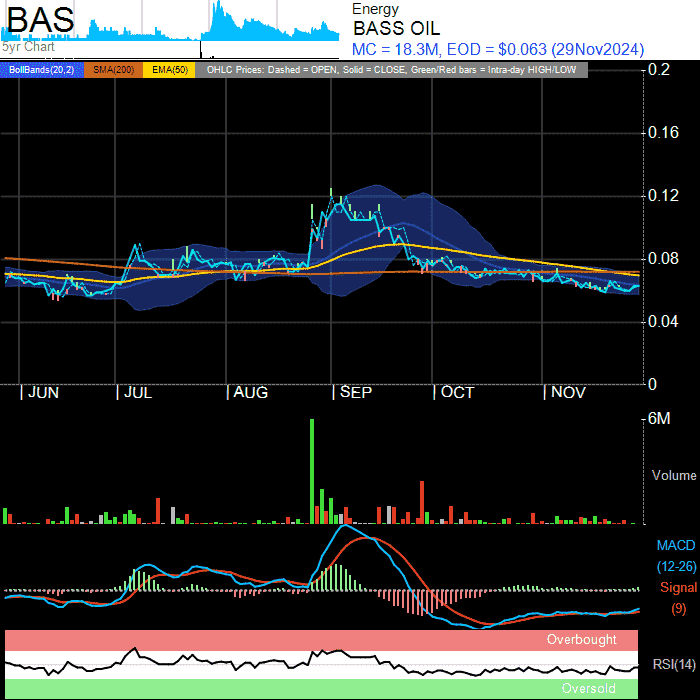 BAS
5yr Chart
Energy
BASS OIL
MC = 18.3M, EOD = $0.063 (29Nov2024)
BollBands(20,2) SMA(200) EMA(50) OHLC Prices: Dashed = OPEN, Solid = CLOSE, Green/Red bars = Intra-day HIGH/LOW
0.2
0.16
0.12
0.08
0.04
0
JUN JUL AUG SEP OCT NOV
6M
Volume
MACD
(12-26)
Signal
(9)
Overbought
RSI(14)
Oversold